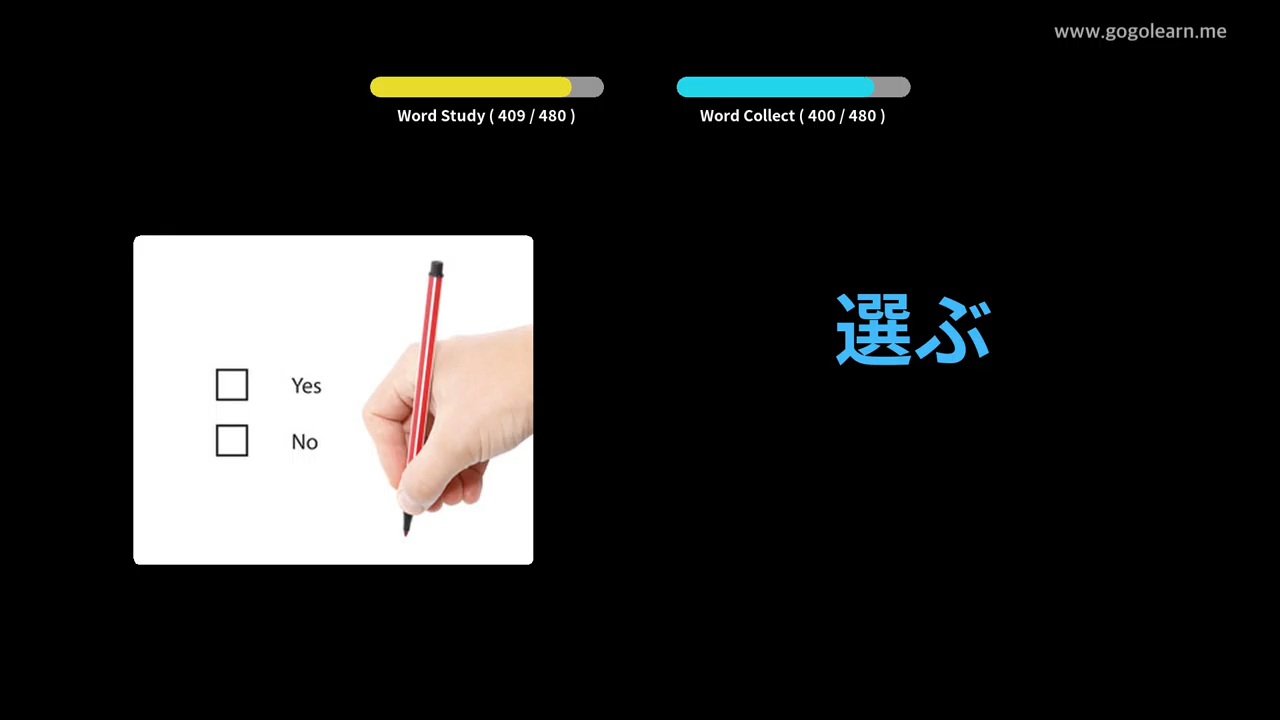 www.gogolearn.me
Word Study ( 409 / 480 )
Word Collect ( 400 / 480 )
選ぶ
Yes
No